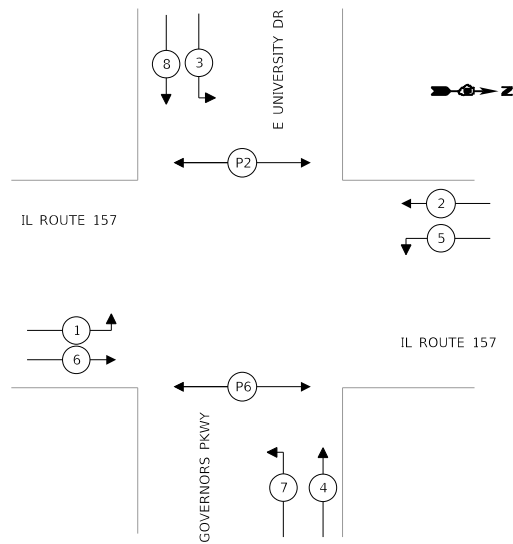 E UNIVERSITY DR
8
3
N
P2
2
IL ROUTE 157
5
1
IL ROUTE 157
6
P6
GOVERNORS PKWY
7
4